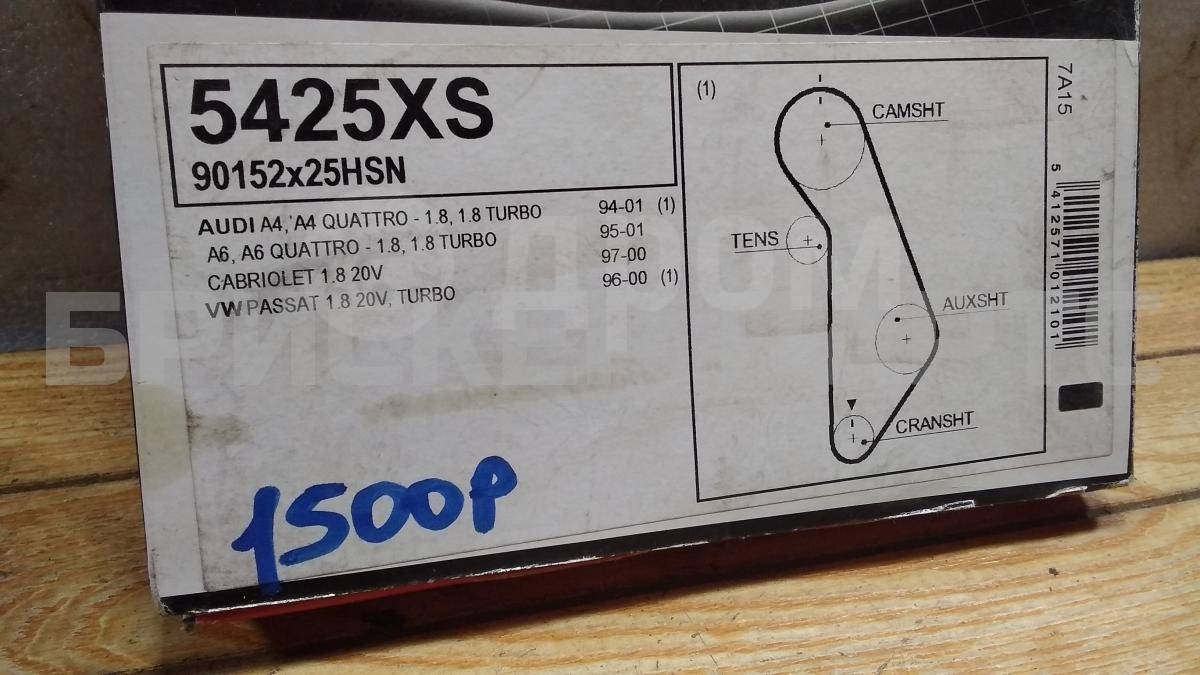 5425XS
90152x25HSN
AUDI A4, A4 QUATTRO - 1.8, 1.8 TURBO 94-01 (1)
A6, A6 QUATTRO - 1.8, 1.8 TURBO 95-01
CABRIOLET 1.8 20V 97-00
VW PASSAT 1.8 20V, TURBO 96-00 (1)
(1)
CAMSHT
TENS
AUXSHT
CRANSHT
7A15
5 412571 012101
1500р
ДРОМ